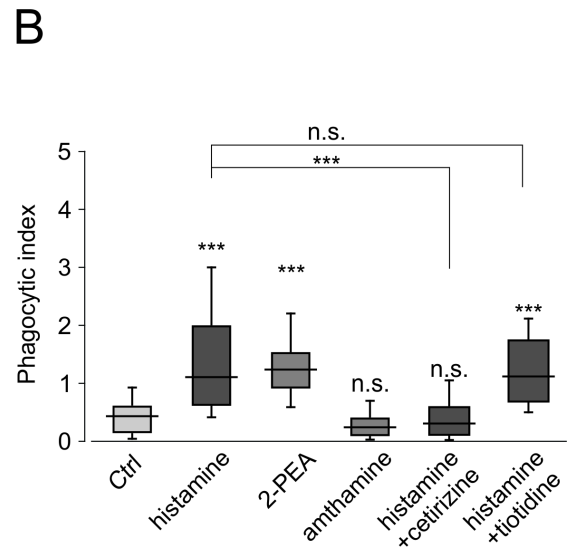 B
n.s.
***
5
4
3
2
1
0
Phagocytic index
***
***
n.s.
n.s.
***
Ctrl
histamine
2-PEA
amthamine
histamine
+cetirizine
histamine
+tiotidine